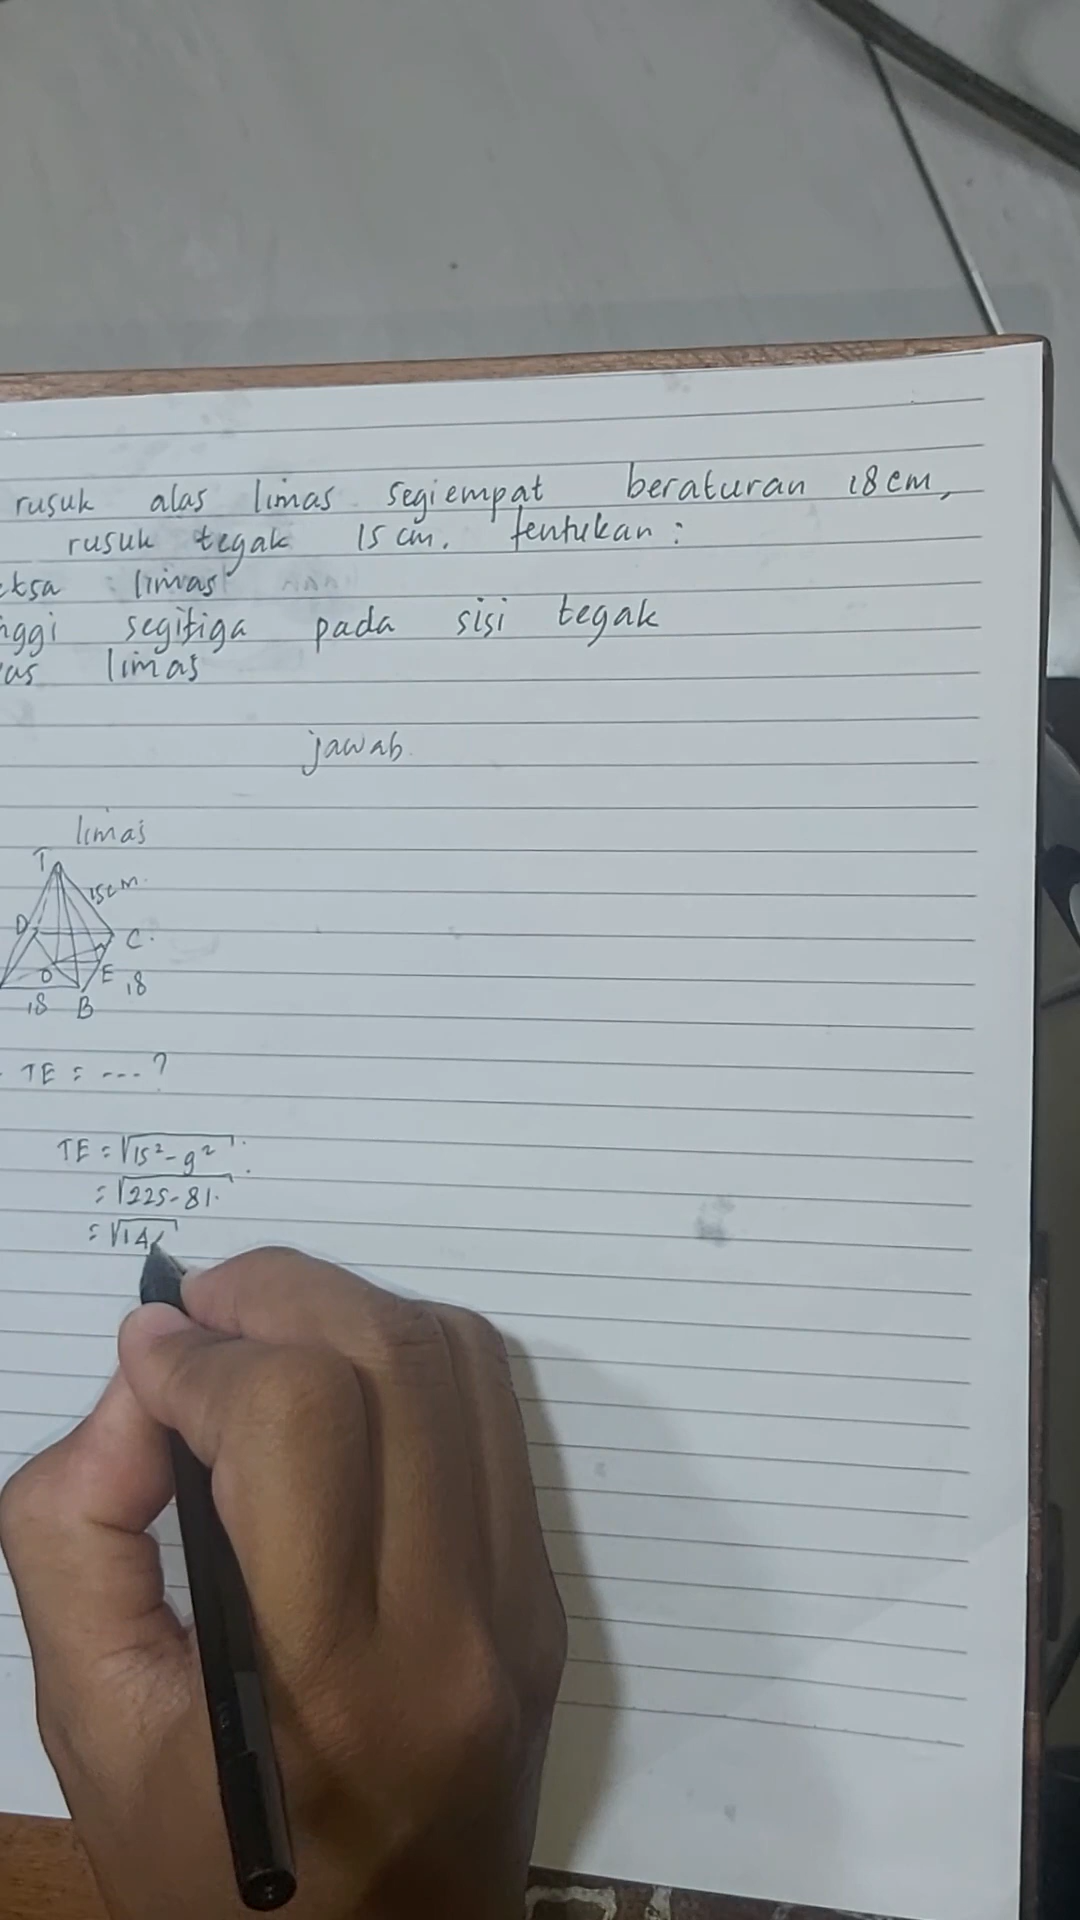 rusuk alas limas segiempat beraturan 18 cm,
rusuk tegak 15 cm. tentukan:
limas
segitiga pada sisi tegak
limas
jawab.
limas
T
15cm.
D
C.
O
E
18
18
B
TE = ---- ?
TE = √15² - 9²
= √225 - 81.
= √14